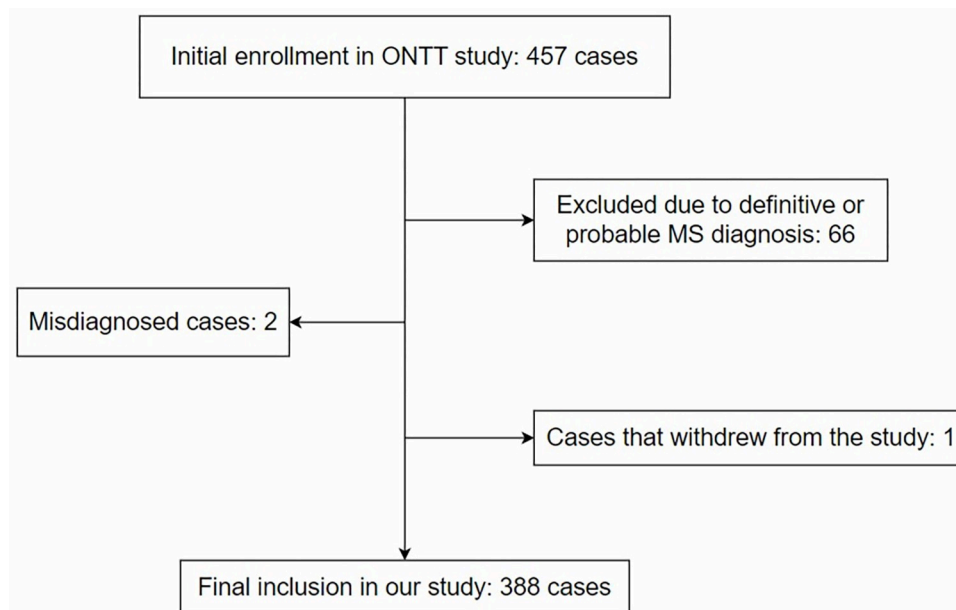 Initial enrollment in ONTT study: 457 cases
Excluded due to definitive or
probable MS diagnosis: 66
Misdiagnosed cases: 2
Cases that withdrew from the study: 1
Final inclusion in our study: 388 cases